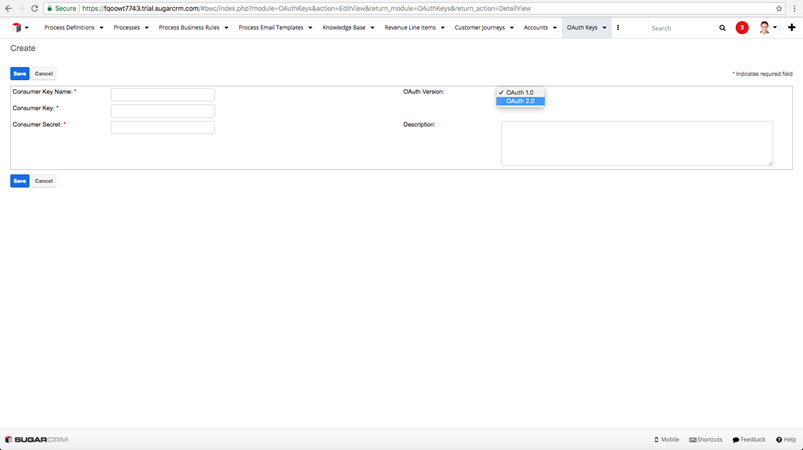 Secure https://fqoowt7743.trial.sugarcrm.com/#bwc/index.php?module=OAuthKeys&action=EditView&return_module=OAuthKeys&return_action=DetailView
Process Definitions Processes Process Business Rules Process Email Templates Knowledge Base Revenue Line Items Customer Journeys Accounts OAuth Keys Search 3
Create
Save Cancel * Indicates required field
Consumer Key Name: * OAuth Version: ✓ OAuth 1.0
OAuth 2.0
Consumer Key: *
Consumer Secret: * Description:
Save Cancel
SUGARCRM Mobile Shortcuts Feedback Help